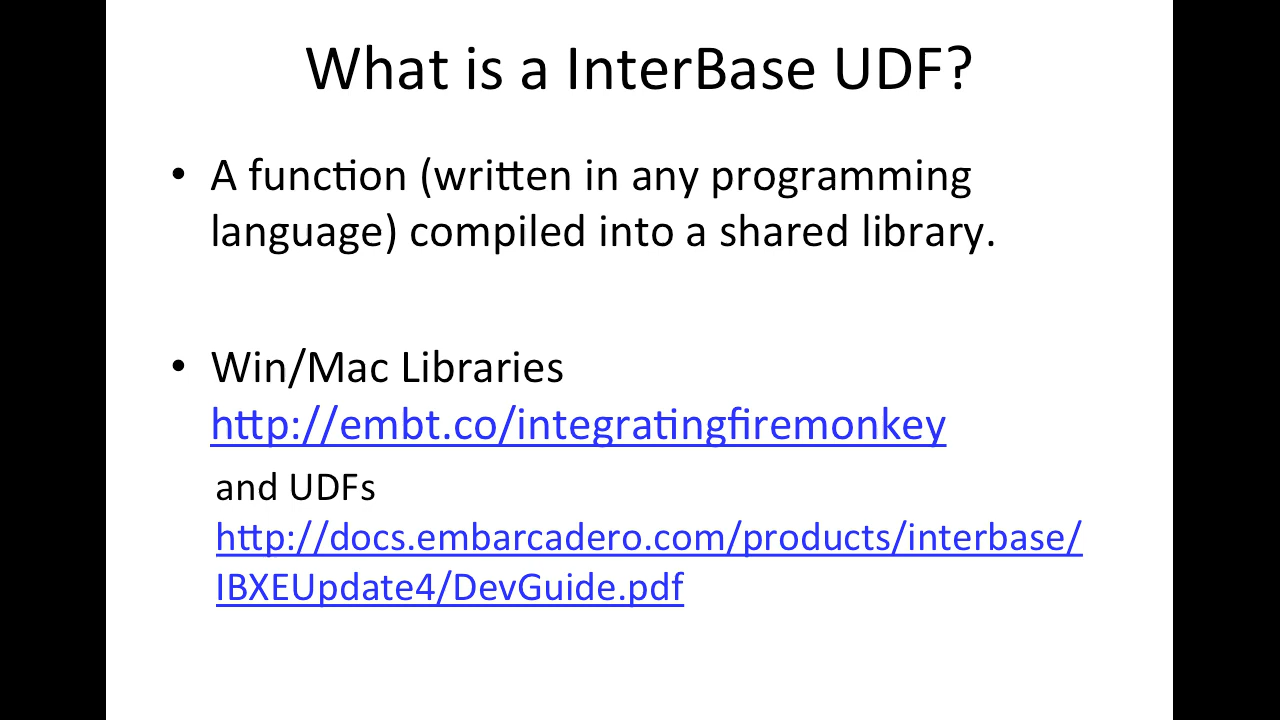 What is a InterBase UDF?
• A function (written in any programming
language) compiled into a shared library.
• Win/Mac Libraries
http://embt.co/integratingfiremonkey
and UDFs
http://docs.embarcadero.com/products/interbase/
IBXEUpdate4/DevGuide.pdf